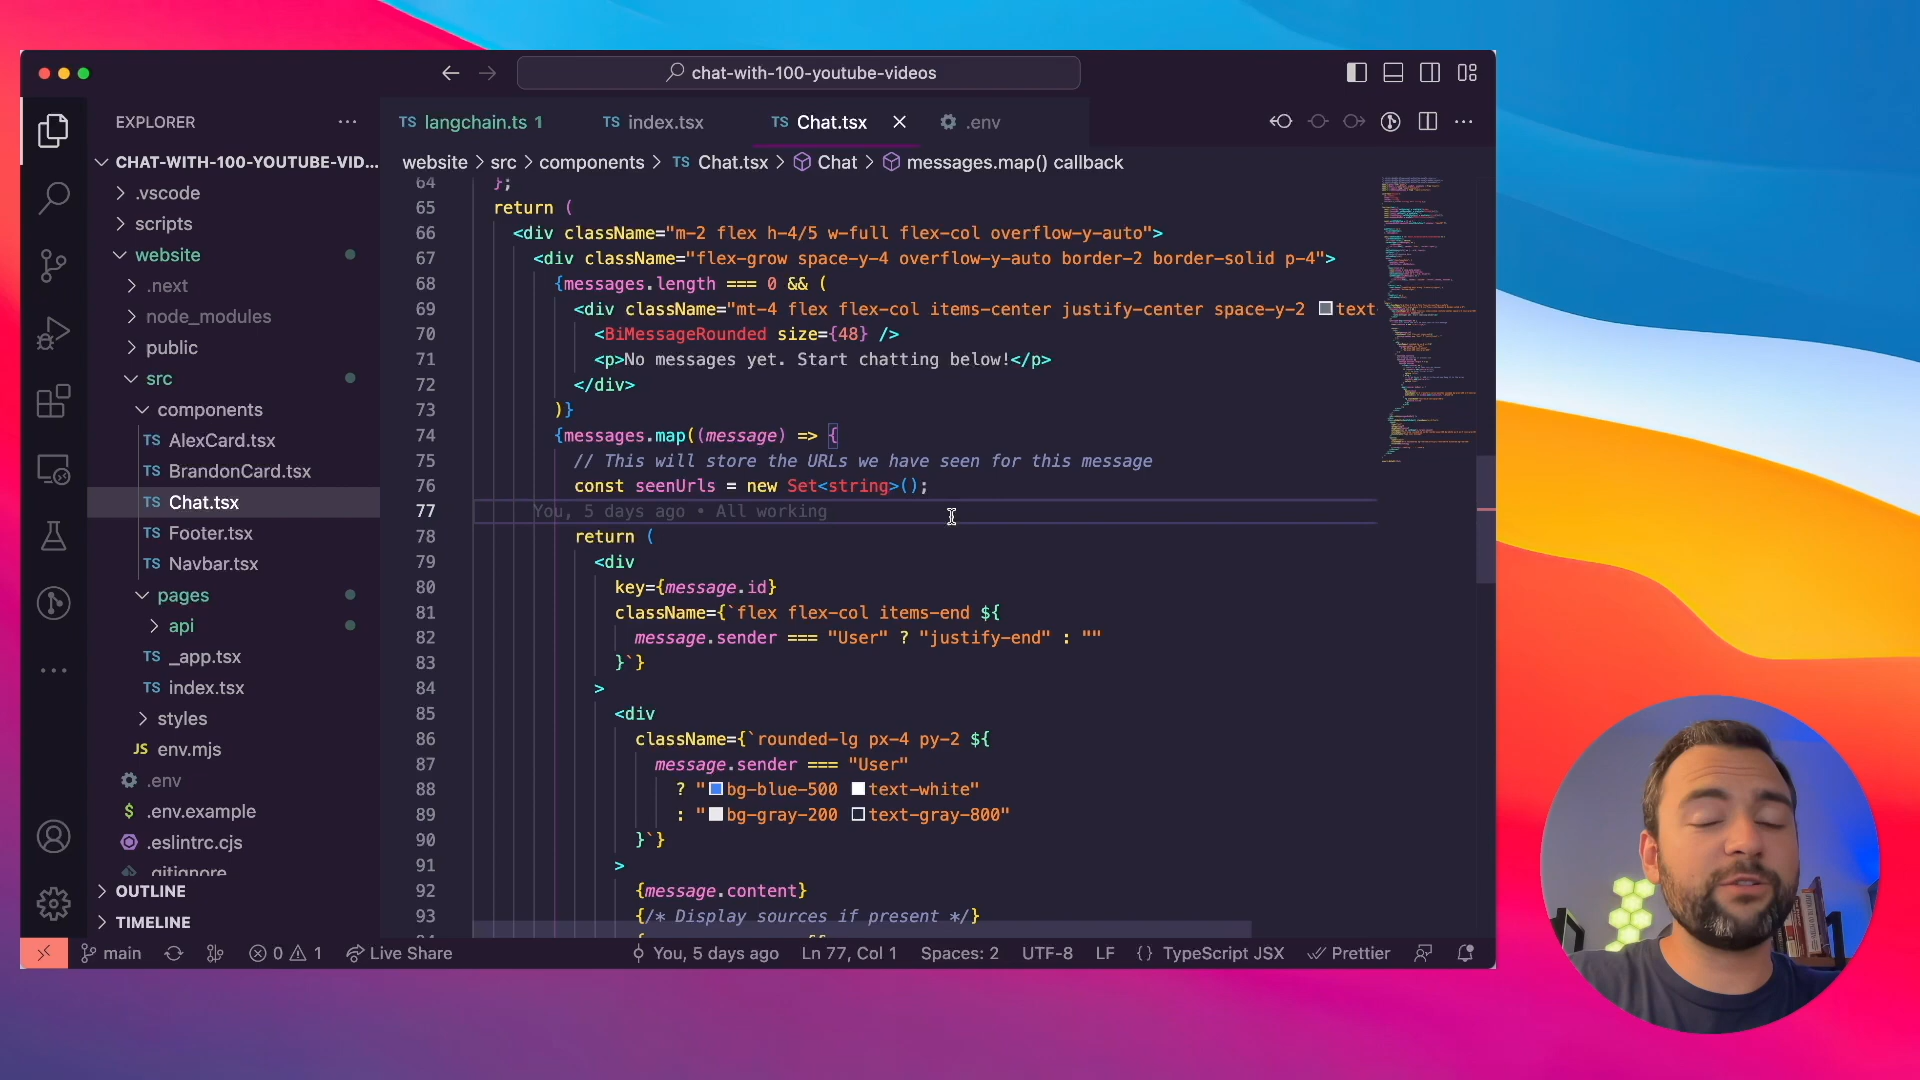 chat-with-100-youtube-videos
EXPLORER
CHAT-WITH-100-YOUTUBE-VID...
.vscode
scripts
website
.next
node_modules
public
src
components
TS AlexCard.tsx
TS BrandonCard.tsx
TS Chat.tsx
TS Footer.tsx
TS Navbar.tsx
pages
api
TS _app.tsx
TS index.tsx
styles
JS env.mjs
.env
$ .env.example
.eslintrc.cjs
.gitignore
OUTLINE
TIMELINE
TS langchain.ts 1
TS index.tsx
TS Chat.tsx
.env
website > src > components > TS Chat.tsx > Chat > messages.map() callback
64 };
65 return (
66 <div className="m-2 flex h-4/5 w-full flex-col overflow-y-auto">
67 <div className="flex-grow space-y-4 overflow-y-auto border-2 border-solid p-4">
68 {messages.length === 0 && (
69 <div className="mt-4 flex flex-col items-center justify-center space-y-2 text-
70 <BiMessageRounded size={48} />
71 <p>No messages yet. Start chatting below!</p>
72 </div>
73 )}
74 {messages.map((message) => {
75 // This will store the URLs we have seen for this message
76 const seenUrls = new Set<string>();
77 You, 5 days ago • All working
78 return (
79 <div
80 key={message.id}
81 className={`flex flex-col items-end ${
82 message.sender === "User" ? "justify-end" : ""
83 }`}
84 >
85 <div
86 className={`rounded-lg px-4 py-2 ${
87 message.sender === "User"
88 ? "bg-blue-500 text-white"
89 : "bg-gray-200 text-gray-800"
90 }`}
91 >
92 {message.content}
93 {/* Display sources if present */}
main
0 1
Live Share
You, 5 days ago
Ln 77, Col 1
Spaces: 2
UTF-8
LF
{} TypeScript JSX
Prettier